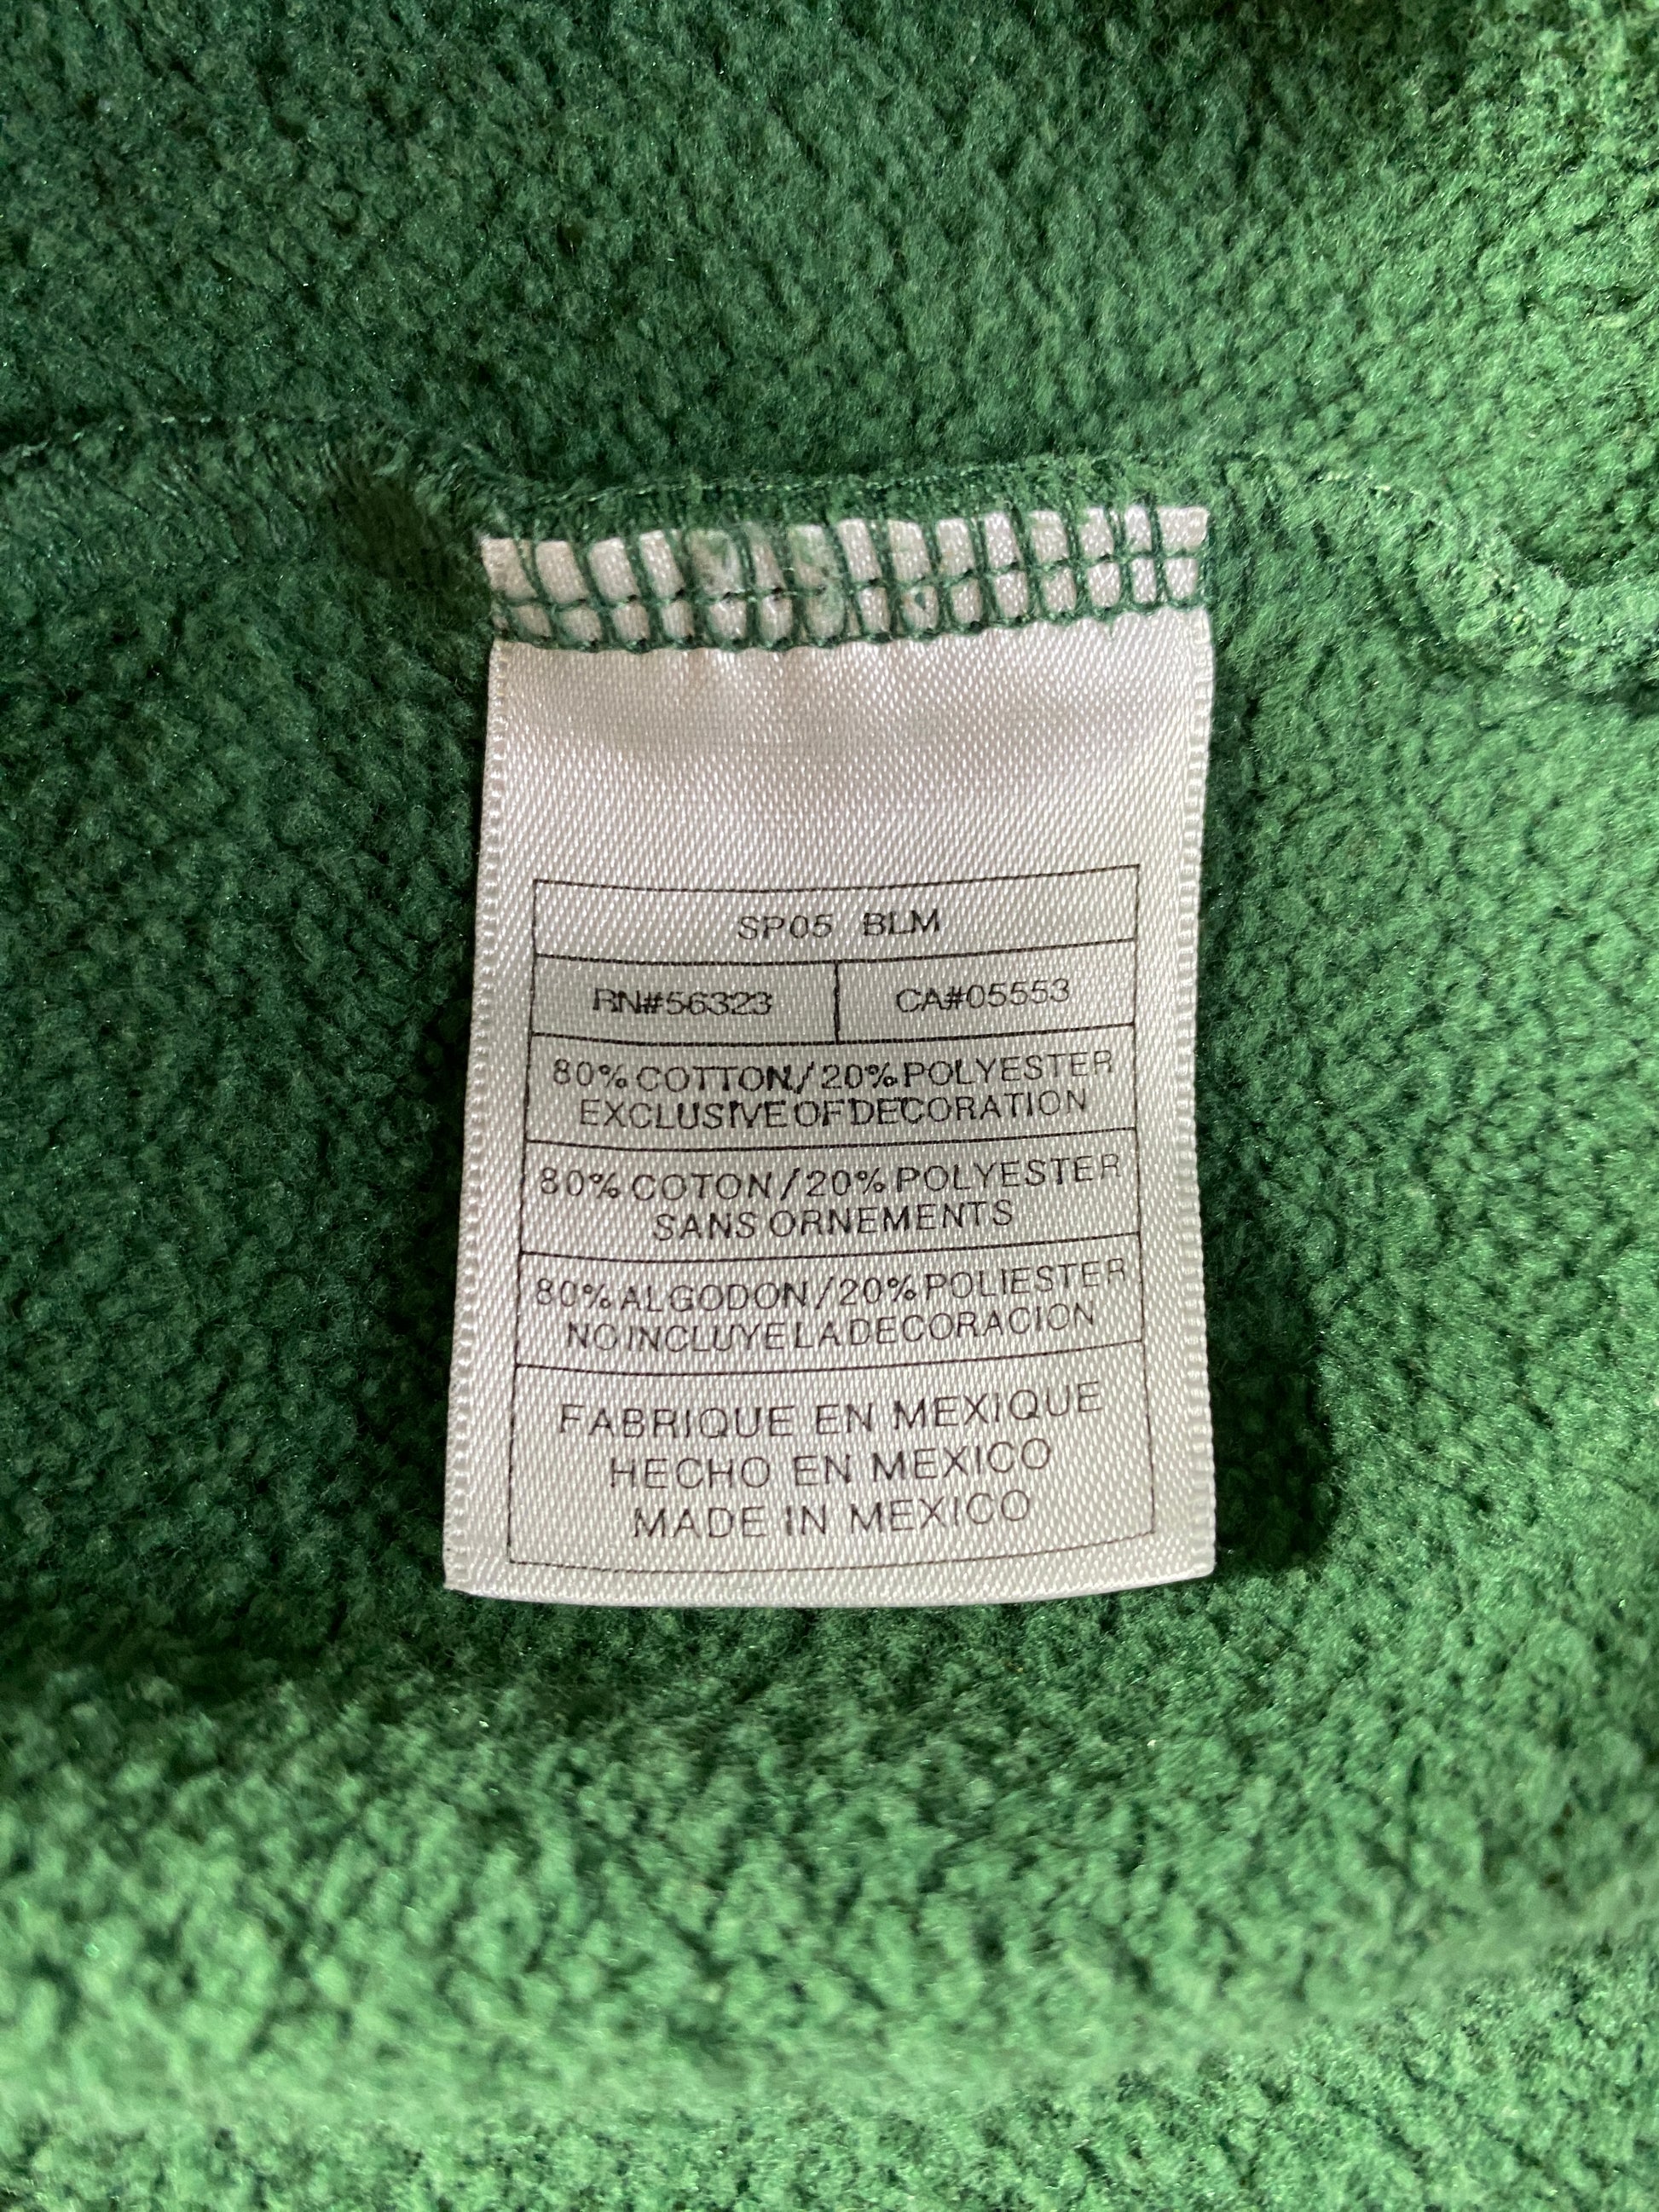 SP05 BLM
RN#56323 CA#05553
80% COTTON/20% POLYESTER
EXCLUSIVE OF DECORATION
80% COTON/20% POLYESTER
SANS ORNEMENTS
80% ALGODON/20% POLIESTER
NO INCLUYE LA DECORACION
FABRIQUE EN MEXIQUE
HECHO EN MEXICO
MADE IN MEXICO